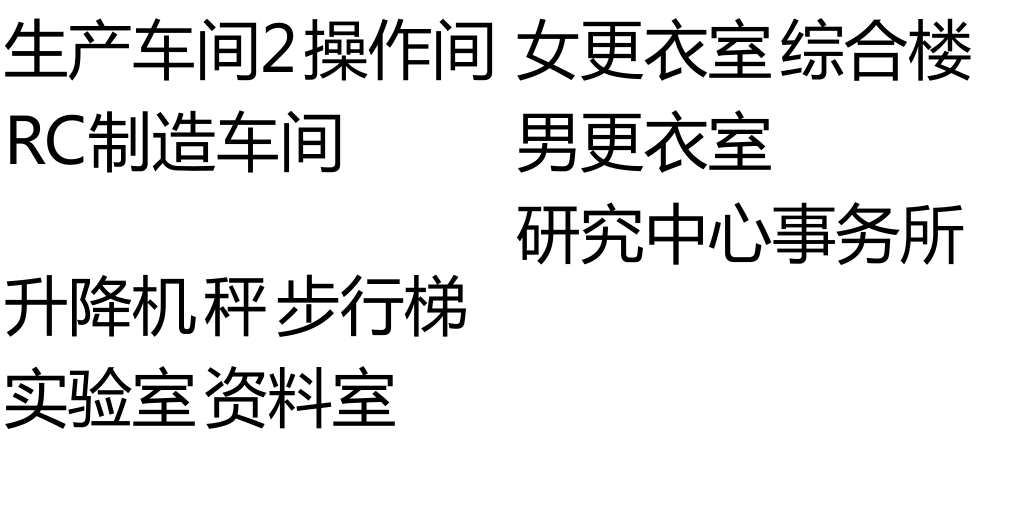 生产车间2 操作间 女更衣室 综合楼
RC制造车间 男更衣室
研究中心事务所
升降机 秤 步行梯
实验室 资料室